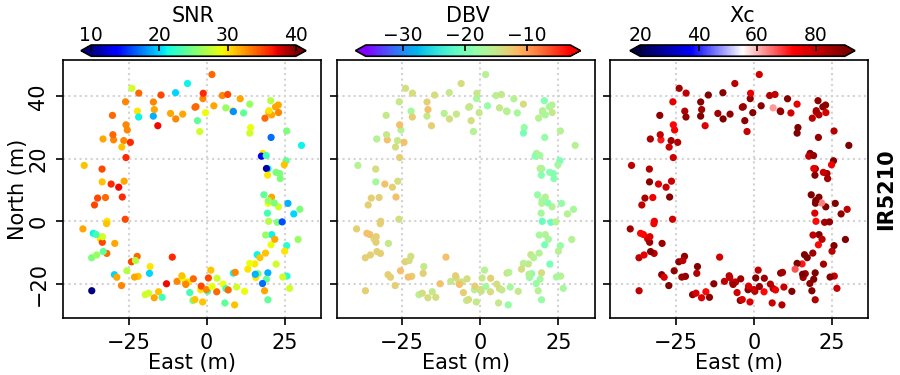 SNR DBV Xc
10 20 30 40 −30 −20 −10 20 40 60 80
North (m)
40
20
0
−20
−25 0 25 −25 0 25 −25 0 25
East (m) East (m) East (m)
IR5210